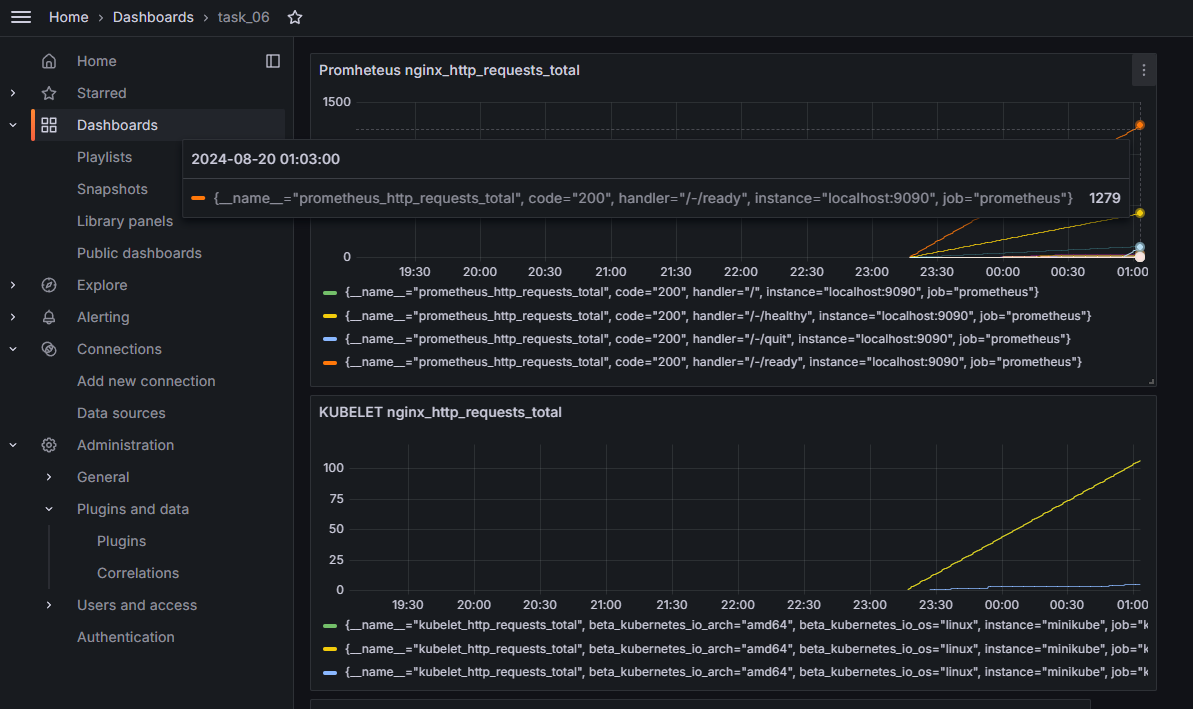 Home › Dashboards › task_06
Home
Starred
Dashboards
Playlists
Snapshots
Library panels
Public dashboards
Explore
Alerting
Connections
Add new connection
Data sources
Administration
General
Plugins and data
Plugins
Correlations
Users and access
Authentication
Promheteus nginx_http_requests_total
1500
2024-08-20 01:03:00
{__name__="prometheus_http_requests_total", code="200", handler="/-/ready", instance="localhost:9090", job="prometheus"} 1279
0
19:30 20:00 20:30 21:00 21:30 22:00 22:30 23:00 23:30 00:00 00:30 01:00
{__name__="prometheus_http_requests_total", code="200", handler="/", instance="localhost:9090", job="prometheus"}
{__name__="prometheus_http_requests_total", code="200", handler="/-/healthy", instance="localhost:9090", job="prometheus"}
{__name__="prometheus_http_requests_total", code="200", handler="/-/quit", instance="localhost:9090", job="prometheus"}
{__name__="prometheus_http_requests_total", code="200", handler="/-/ready", instance="localhost:9090", job="prometheus"}
KUBELET nginx_http_requests_total
100
75
50
25
0
19:30 20:00 20:30 21:00 21:30 22:00 22:30 23:00 23:30 00:00 00:30 01:00
{__name__="kubelet_http_requests_total", beta_kubernetes_io_arch="amd64", beta_kubernetes_io_os="linux", instance="minikube", job="k
{__name__="kubelet_http_requests_total", beta_kubernetes_io_arch="amd64", beta_kubernetes_io_os="linux", instance="minikube", job="k
{__name__="kubelet_http_requests_total", beta_kubernetes_io_arch="amd64", beta_kubernetes_io_os="linux", instance="minikube", job="k